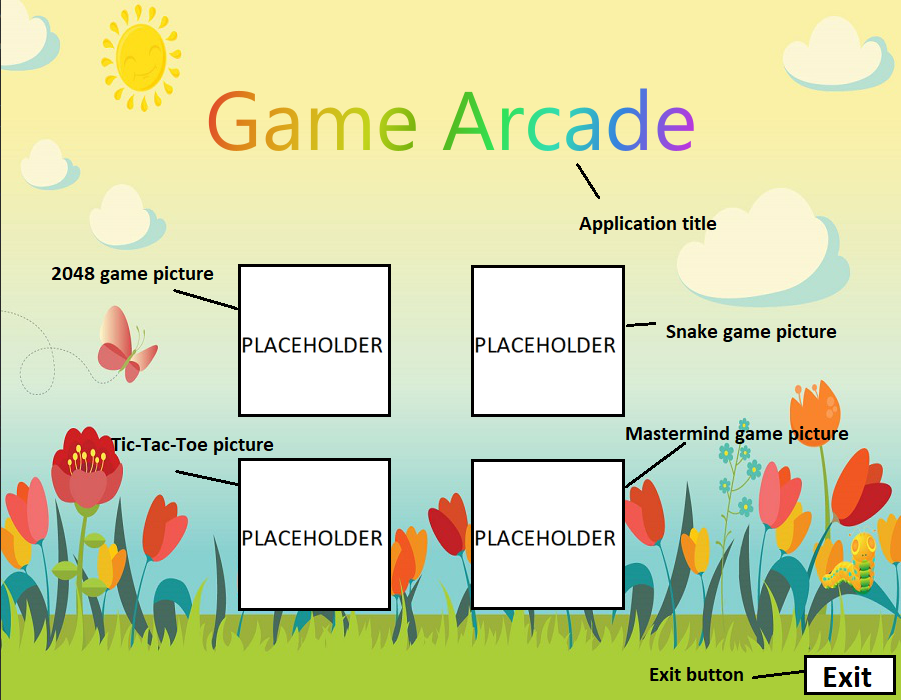 Game Arcade
Application title
2048 game picture
Snake game picture
PLACEHOLDER
PLACEHOLDER
Tic-Tac-Toe picture
Mastermind game picture
PLACEHOLDER
PLACEHOLDER
Exit button
Exit